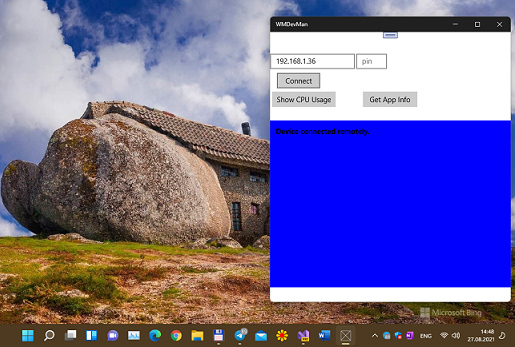 WMDevMan
192.168.1.36
pin
Connect
Show CPU Usage
Get App Info
Device connected remotely.
Microsoft Bing
ENG
14:48
27.08.2021